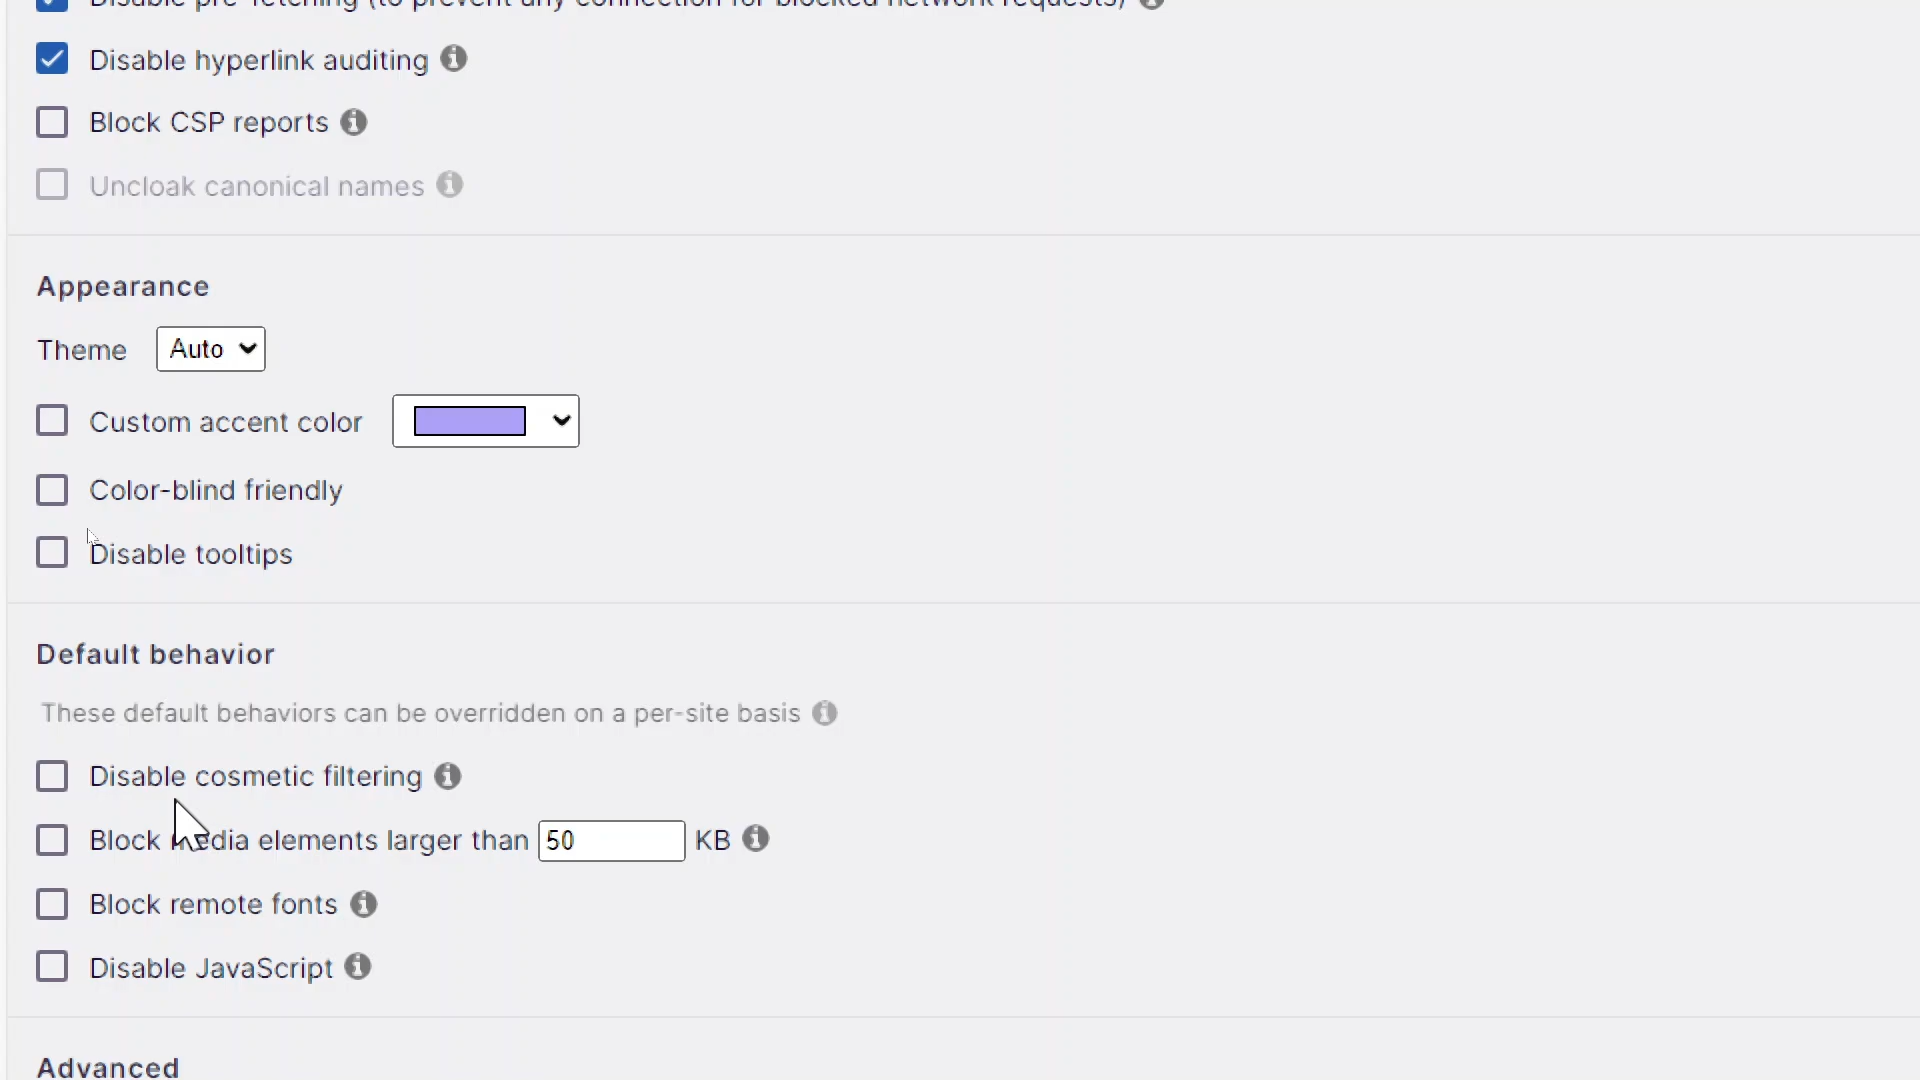 Disable pre-fetching (to prevent any connection for blocked network requests)
Disable hyperlink auditing
Block CSP reports
Uncloak canonical names
Appearance
Theme Auto
Custom accent color
Color-blind friendly
Disable tooltips
Default behavior
These default behaviors can be overridden on a per-site basis
Disable cosmetic filtering
Block media elements larger than 50 KB
Block remote fonts
Disable JavaScript
Advanced